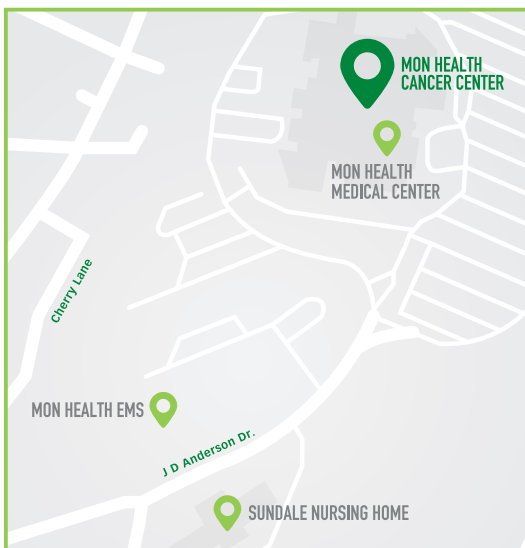 MON HEALTH
CANCER CENTER
MON HEALTH
MEDICAL CENTER
Cherry Lane
MON HEALTH EMS
J D Anderson Dr.
SUNDALE NURSING HOME